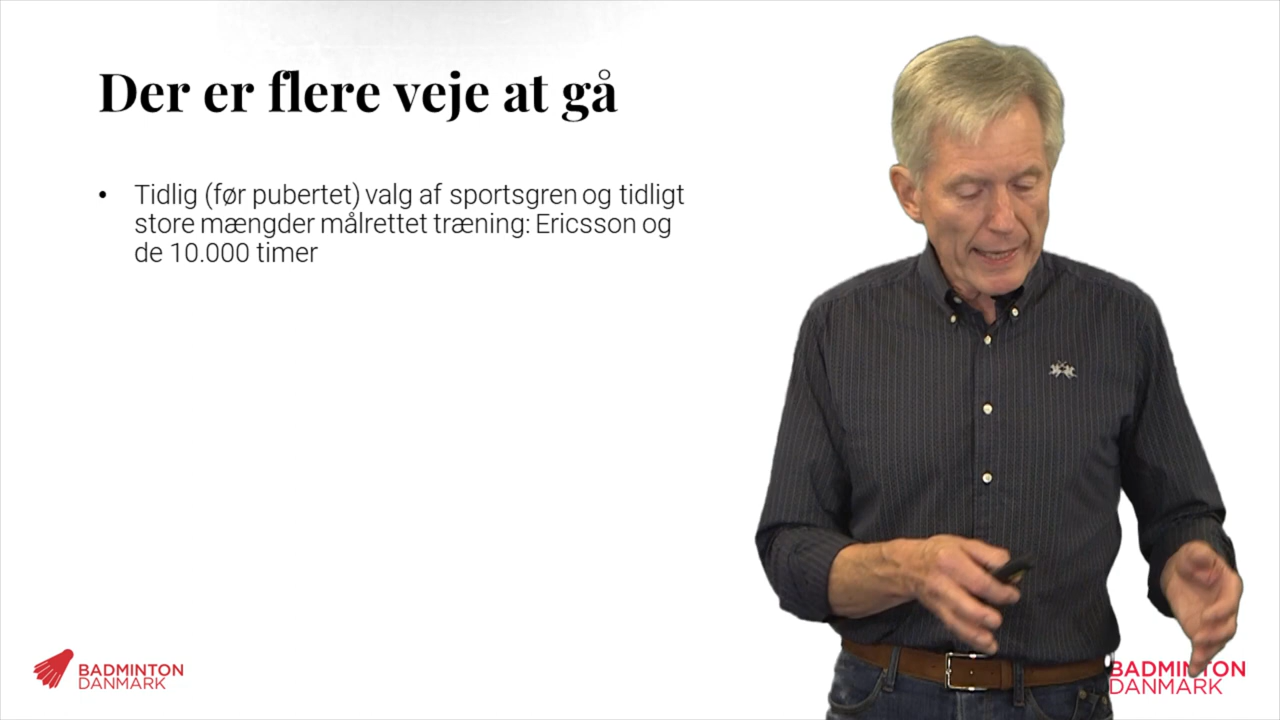 Der er flere veje at gå
• Tidlig (før pubertet) valg af sportsgren og tidligt
store mængder målrettet træning: Ericsson og
de 10.000 timer
BADMINTON
DANMARK
BADMINTON
DANMARK